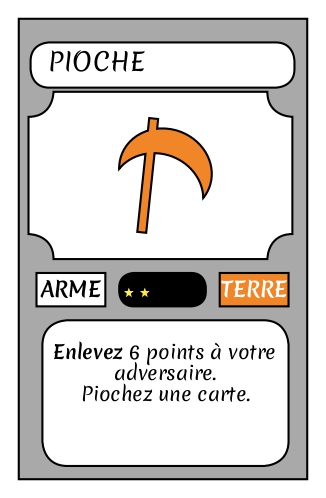 PIOCHE
ARME
TERRE
Enlevez 6 points à votre
adversaire.
Piochez une carte.